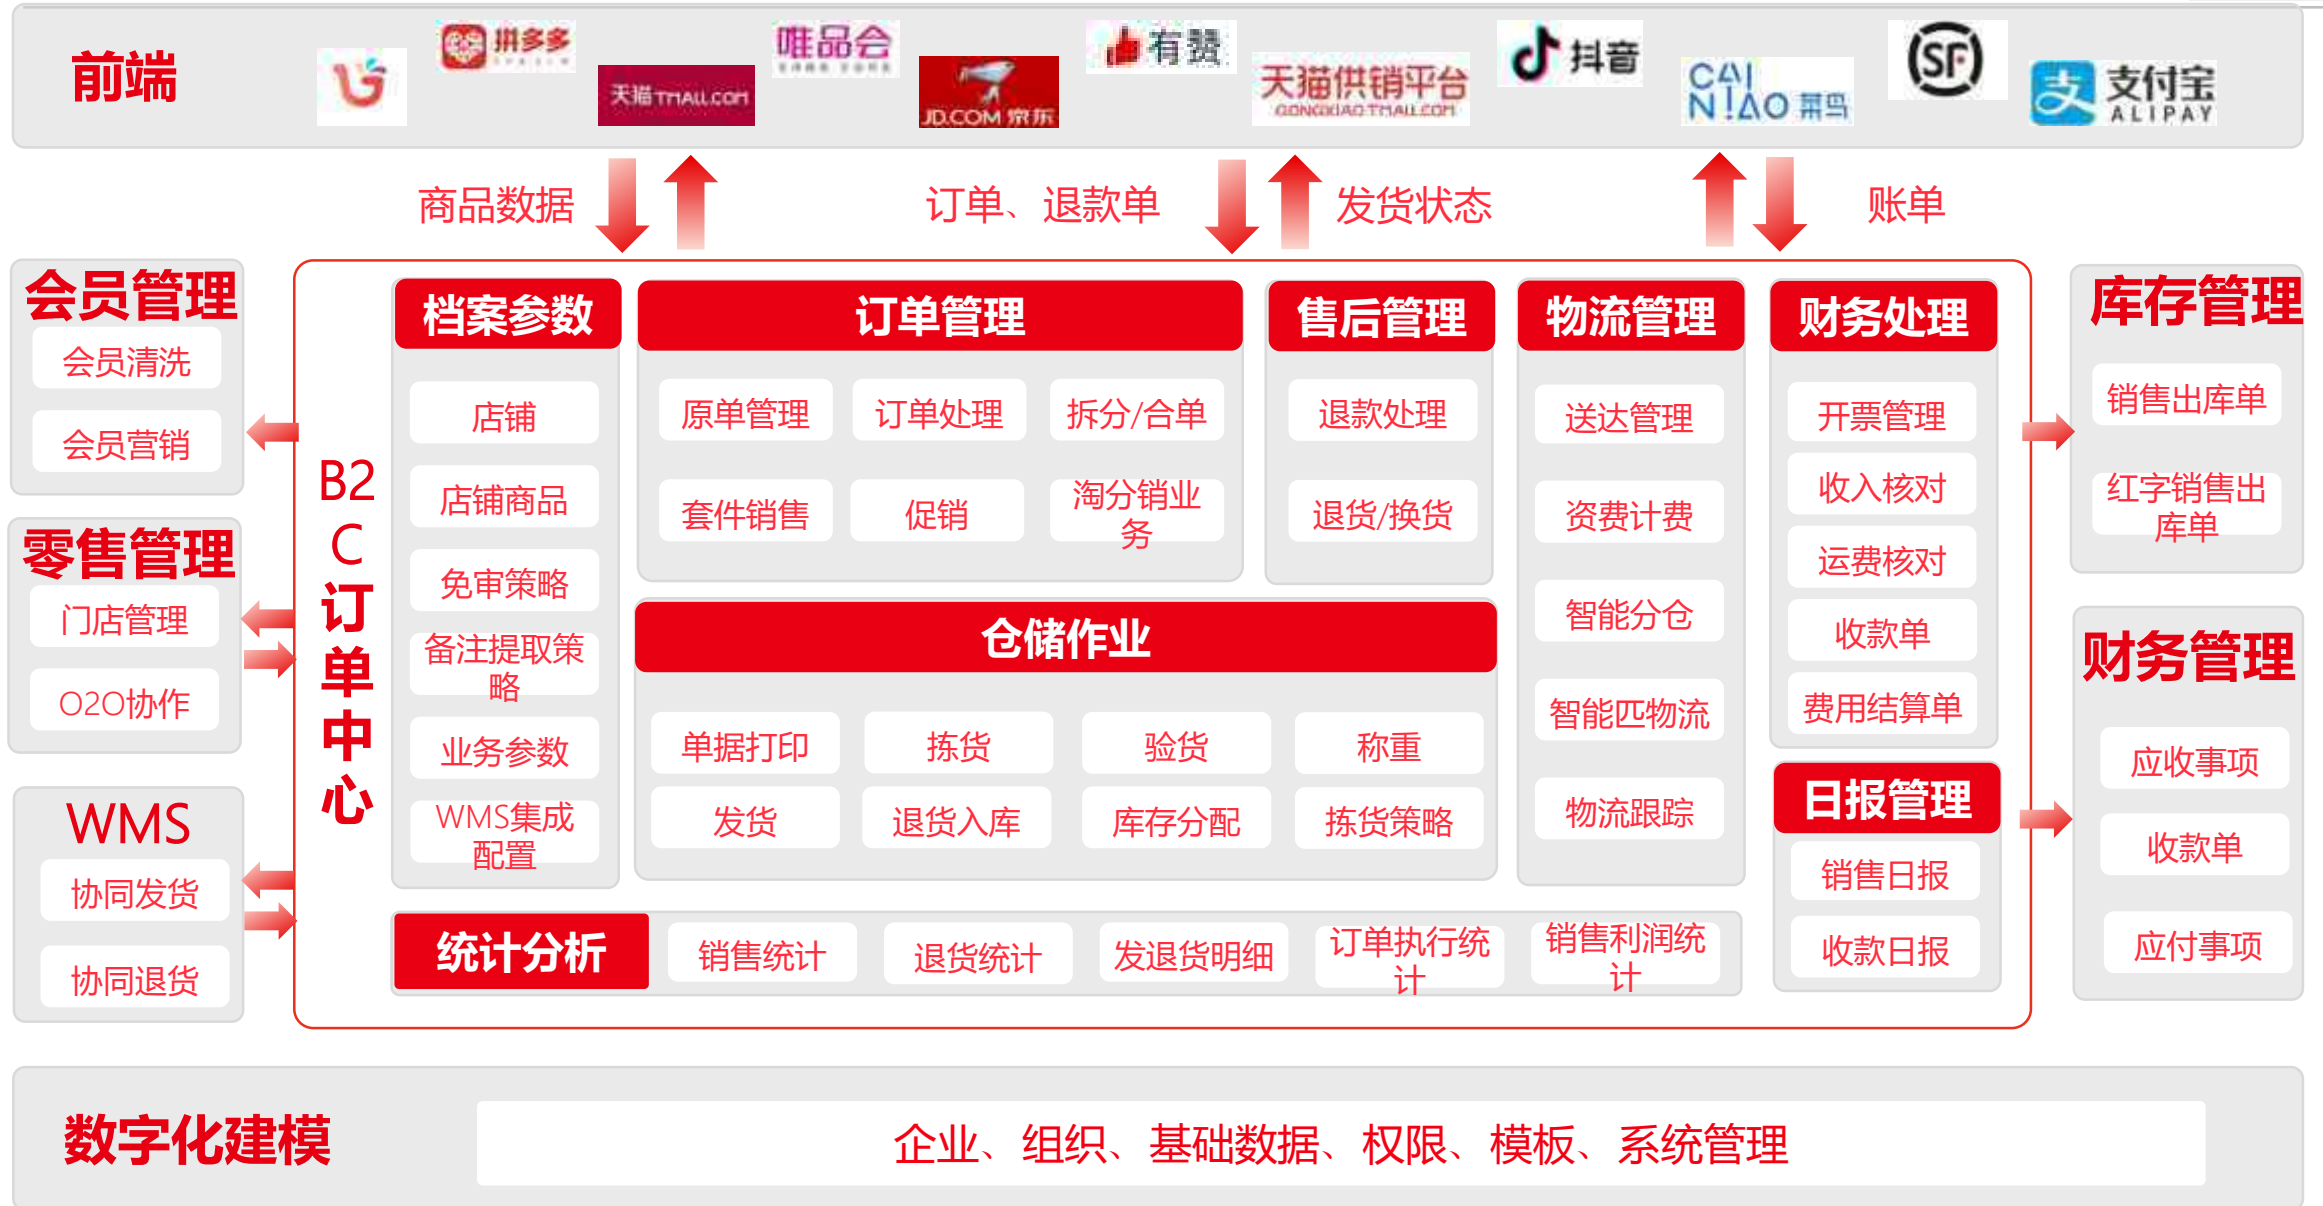 前端
拼多多
天猫 TMALL.COM
唯品会
JD.COM 京东
有赞
天猫供销平台
GONGXIAO.TMALL.COM
抖音
CAI
NIAO 菜鸟
SF
支付宝
ALIPAY
商品数据
订单、退款单
发货状态
账单
会员管理
会员清洗
会员营销
零售管理
门店管理
O2O协作
WMS
协同发货
协同退货
B2
C
订
单
中
心
档案参数
店铺
店铺商品
免审策略
备注提取策
略
业务参数
WMS集成
配置
订单管理
原单管理
订单处理
拆分/合单
套件销售
促销
淘分销业
务
售后管理
退款处理
退货/换货
仓储作业
单据打印
拣货
验货
称重
发货
退货入库
库存分配
拣货策略
物流管理
送达管理
资费计费
智能分仓
智能匹物流
物流跟踪
财务处理
开票管理
收入核对
运费核对
收款单
费用结算单
日报管理
销售日报
收款日报
统计分析
销售统计
退货统计
发退货明细
订单执行统
计
销售利润统
计
库存管理
销售出库单
红字销售出
库单
财务管理
应收事项
收款单
应付事项
数字化建模
企业、组织、基础数据、权限、模板、系统管理